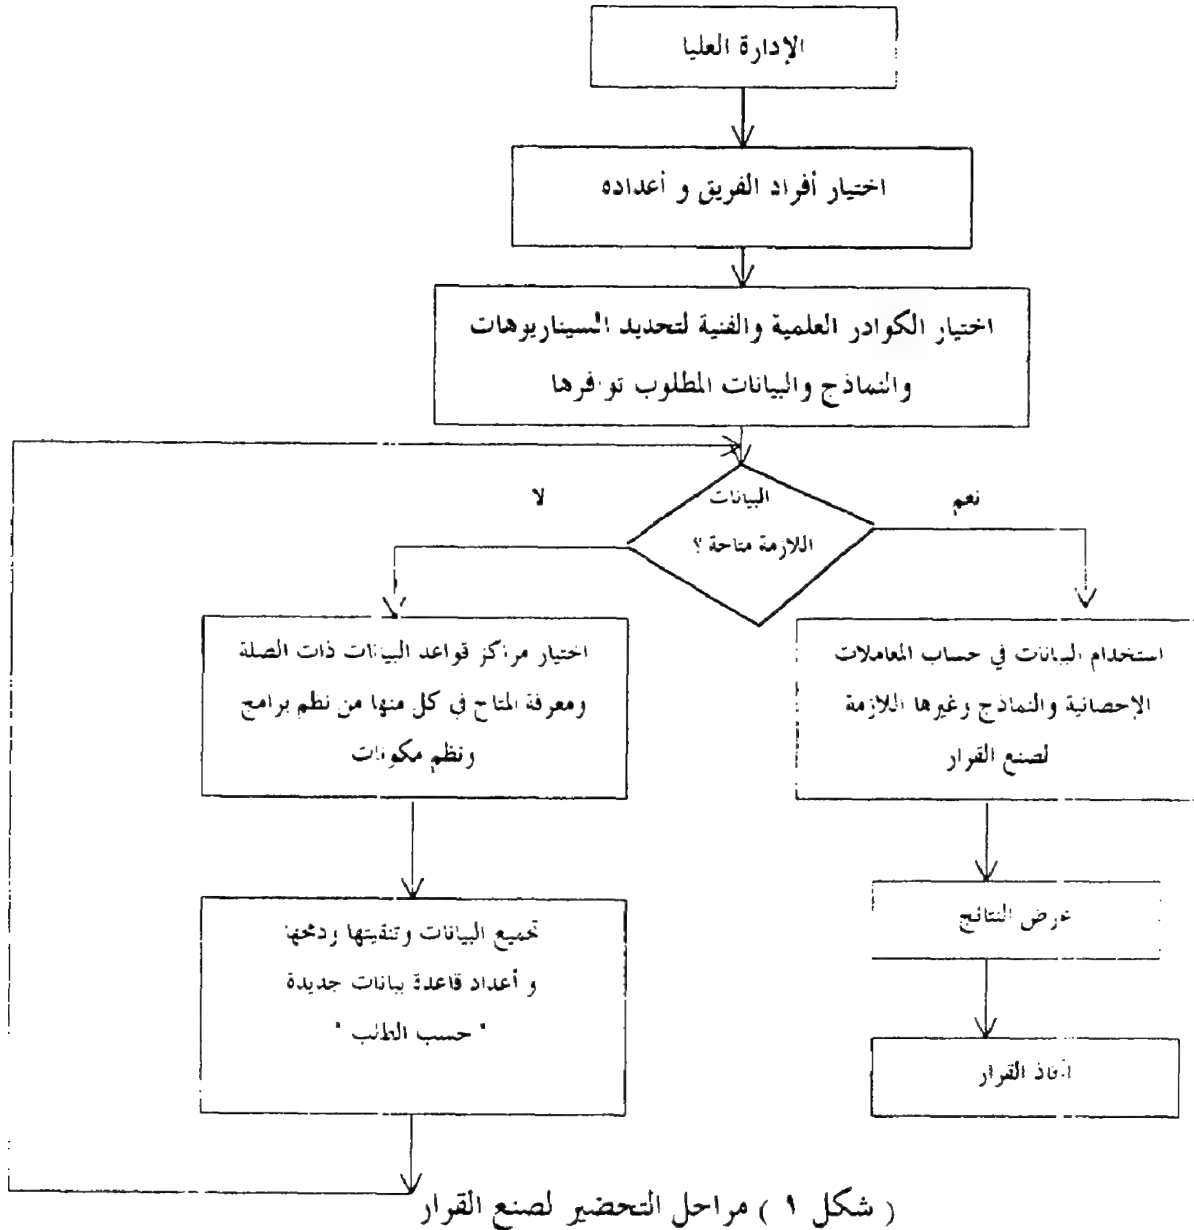 الإدارة العليا
اختيار أفراد الفريق و أعداده
اختيار الكوادر العلمية والفنية لتحديد السيناريوهات
والنماذج والبيانات المطلوب توافرها
البيانات
اللازمة متاحة ؟
نعم
لا
استخدام البيانات في حساب المعاملات
الإحصائية والنماذج وغيرها اللازمة
لصنع القرار
عرض النتائج
اتخاذ القرار
اختيار مراكز قواعد البيانات ذات الصلة
ومعرفة المتاح في كل منها من نظم برامج
ونظم مكونات
تجميع البيانات وتنقيتها ودمجها
و أعداد قاعدة بيانات جديدة
" حسب الطلب "
( شكل ١ ) مراحل التحضير لصنع القرار